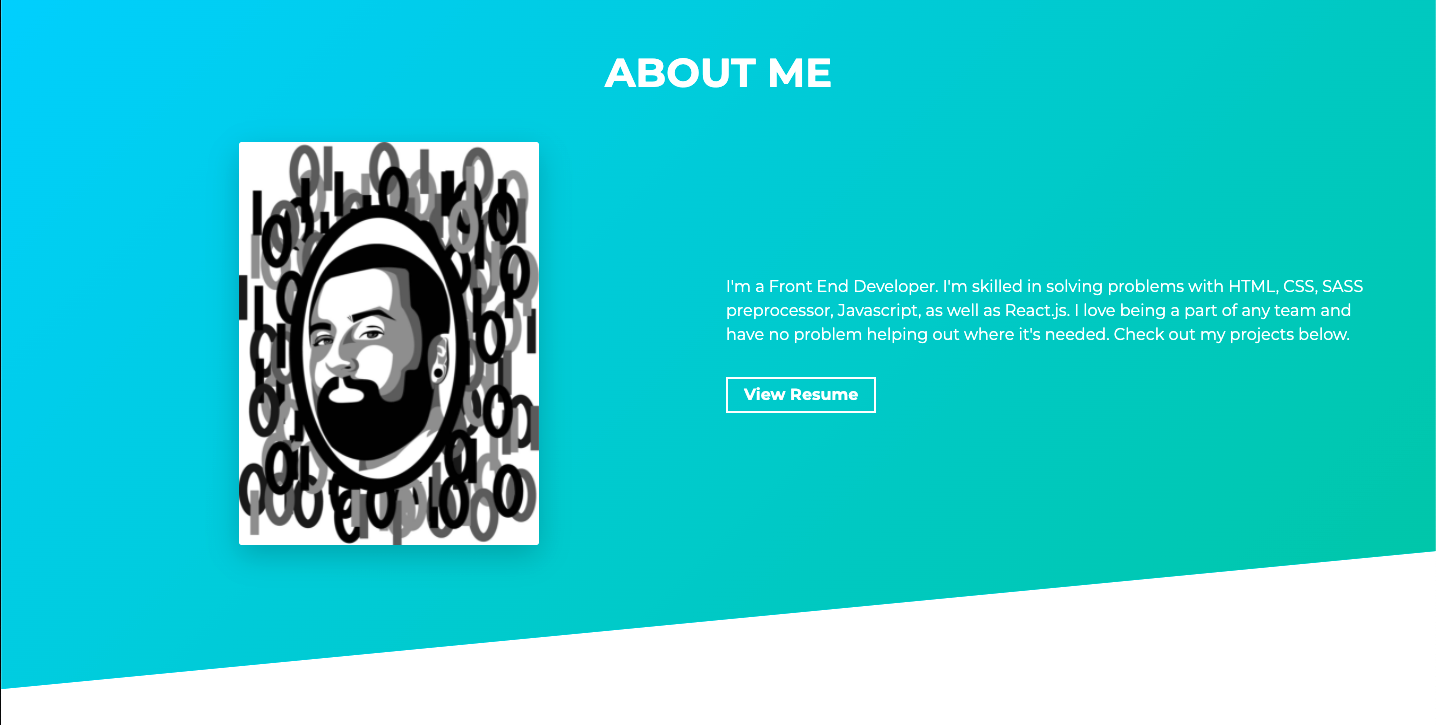 ABOUT ME
I'm a Front End Developer. I'm skilled in solving problems with HTML, CSS, SASS
preprocessor, Javascript, as well as React.js. I love being a part of any team and
have no problem helping out where it's needed. Check out my projects below.
View Resume